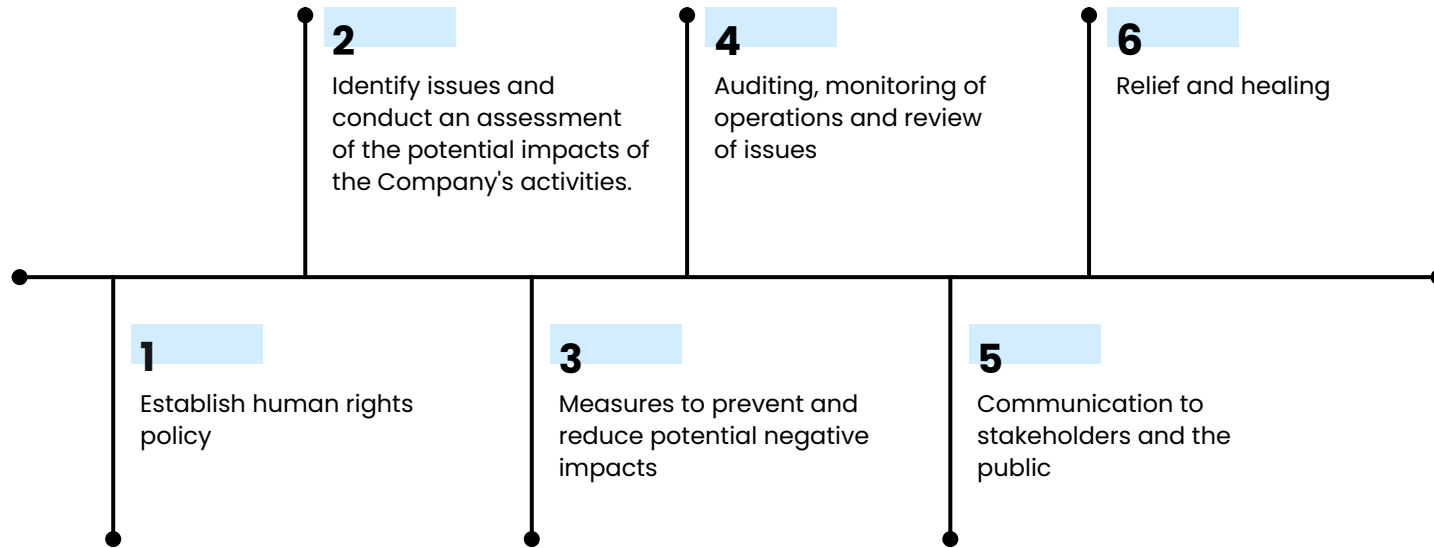 2
Identify issues and
conduct an assessment
of the potential impacts of
the Company's activities.
4
Auditing, monitoring of
operations and review
of issues
6
Relief and healing
1
Establish human rights
policy
3
Measures to prevent and
reduce potential negative
impacts
5
Communication to
stakeholders and the
public